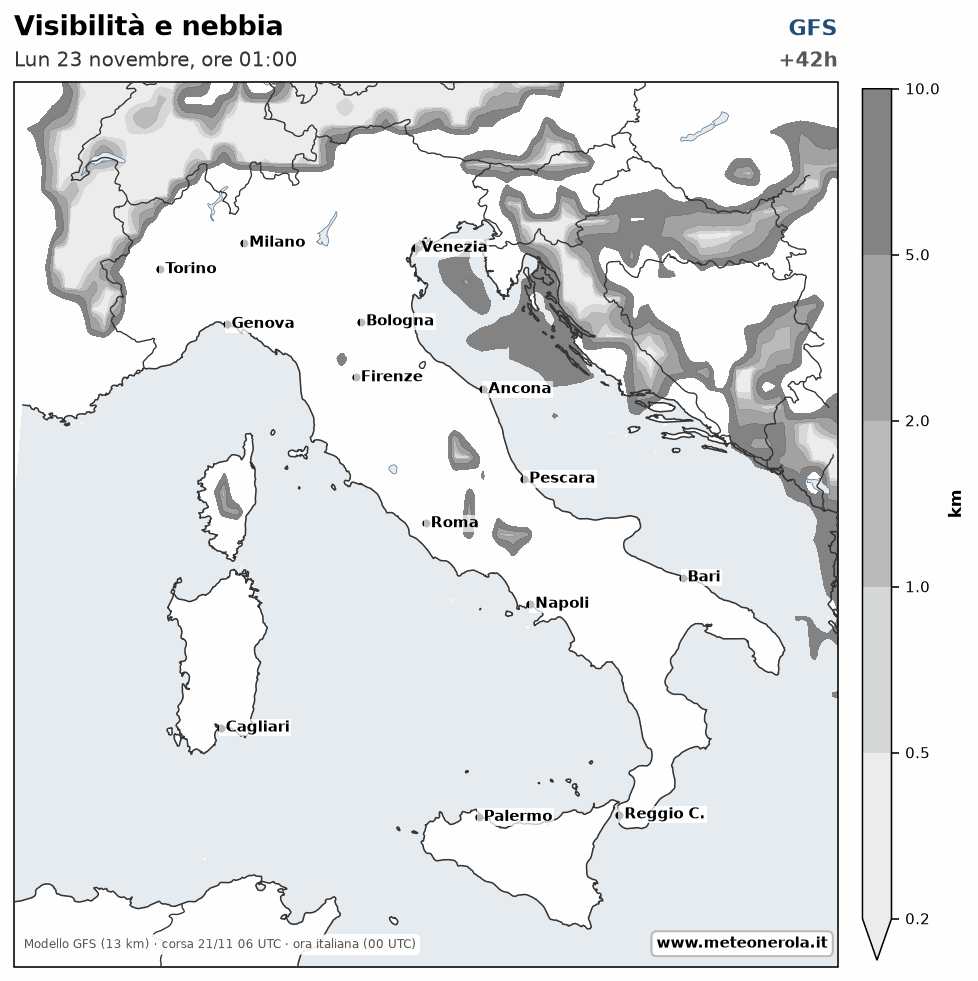 Visibilità e nebbia
GFS
Lun 23 novembre, ore 01:00
+42h
10.0
5.0
2.0
1.0
0.5
0.2
km
Milano
Venezia
Torino
Genova
Bologna
Firenze
Ancona
Pescara
Roma
Bari
Napoli
Cagliari
Palermo
Reggio C.
Modello GFS (13 km) · corsa 21/11 06 UTC · ora italiana (00 UTC)
www.meteonerola.it